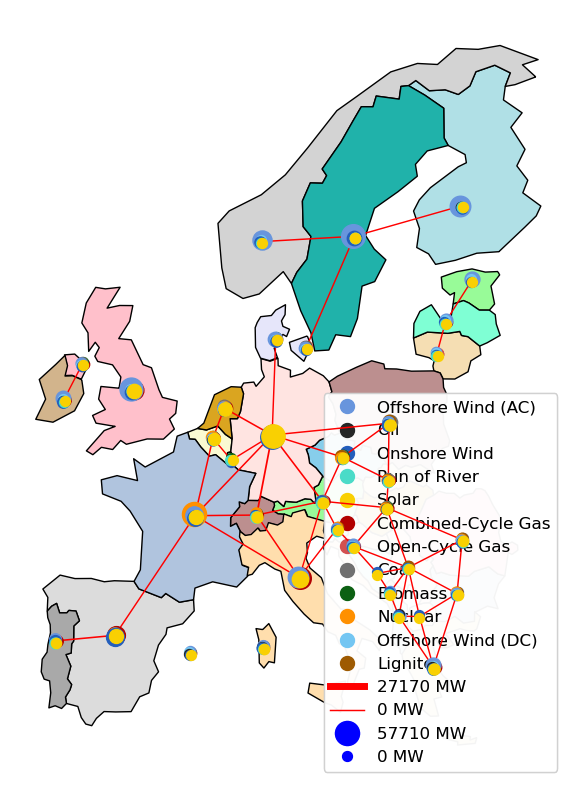 Offshore Wind (AC)
Oil
Onshore Wind
Run of River
Solar
Combined-Cycle Gas
Open-Cycle Gas
Coal
Biomass
Nuclear
Offshore Wind (DC)
Lignite
27170 MW
0 MW
57710 MW
0 MW